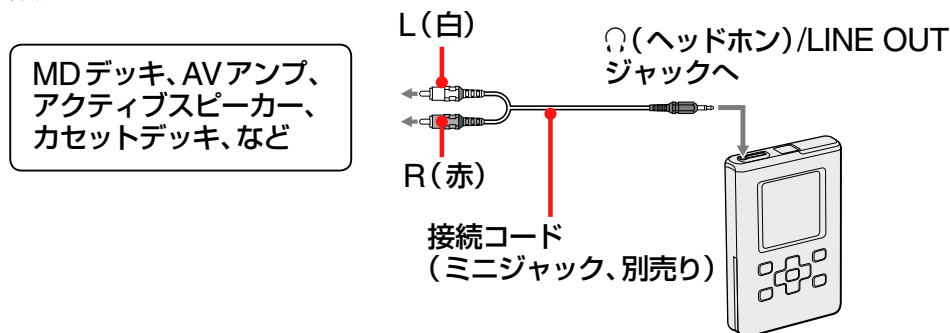 L（白）
🎧（ヘッドホン）/LINE OUT
ジャックへ
MDデッキ、AVアンプ、
アクティブスピーカー、
カセットデッキ、など
R（赤）
接続コード
（ミニジャック、別売り）